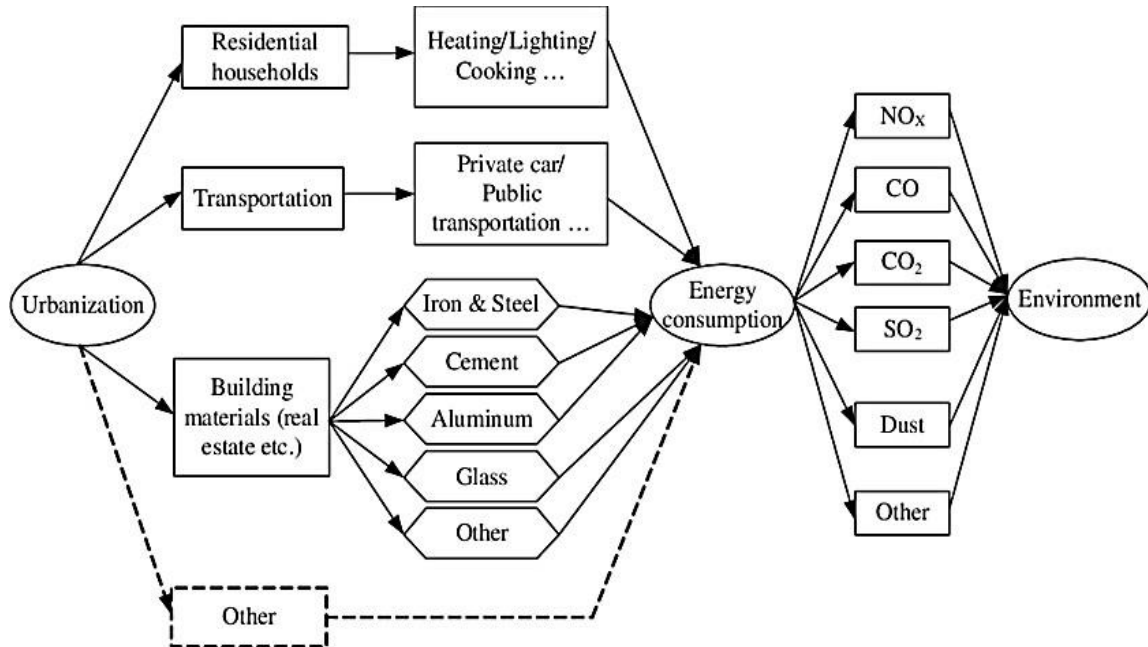 Residential
households
Heating/Lighting/
Cooking …
Transportation
Private car/
Public
transportation …
Urbanization
Building
materials (real
estate etc.)
Iron & Steel
Cement
Aluminum
Glass
Other
Other
Energy
consumption
NOₓ
CO
CO₂
SO₂
Dust
Other
Environment